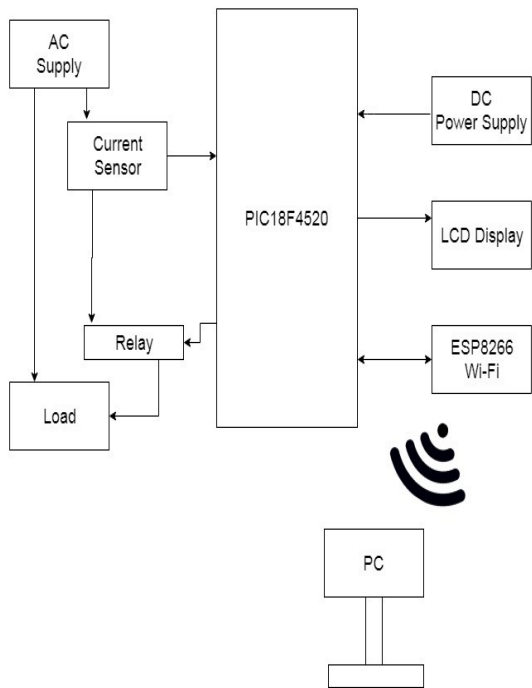 AC
Supply
Current
Sensor
PIC18F4520
DC
Power Supply
LCD Display
Relay
ESP8266
Wi-Fi
Load
PC